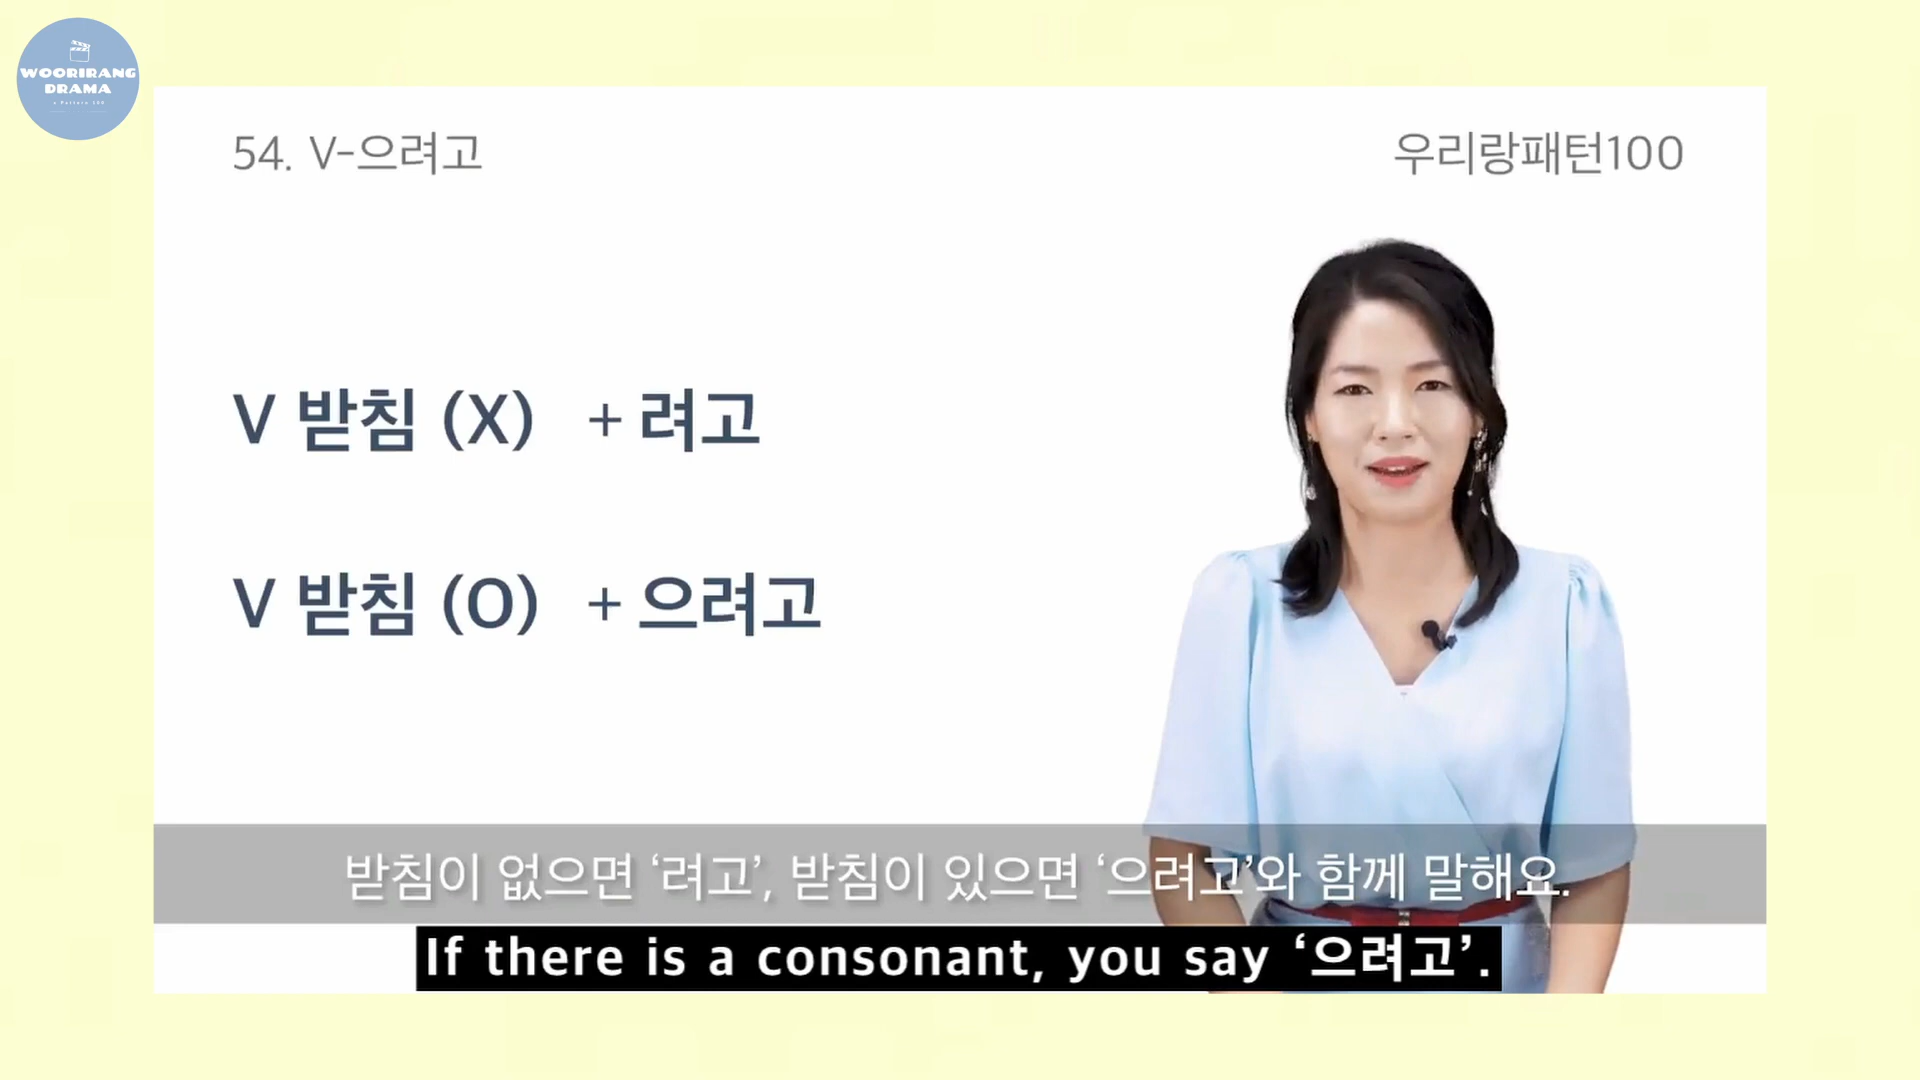 WOORIRANG
DRAMA
54. V-으려고
우리랑패턴100
V 받침 (X) + 려고
V 받침 (O) + 으려고
받침이 없으면 ‘려고’, 받침이 있으면 ‘으려고’와 함께 말해요.
If there is a consonant, you say ‘으려고’.